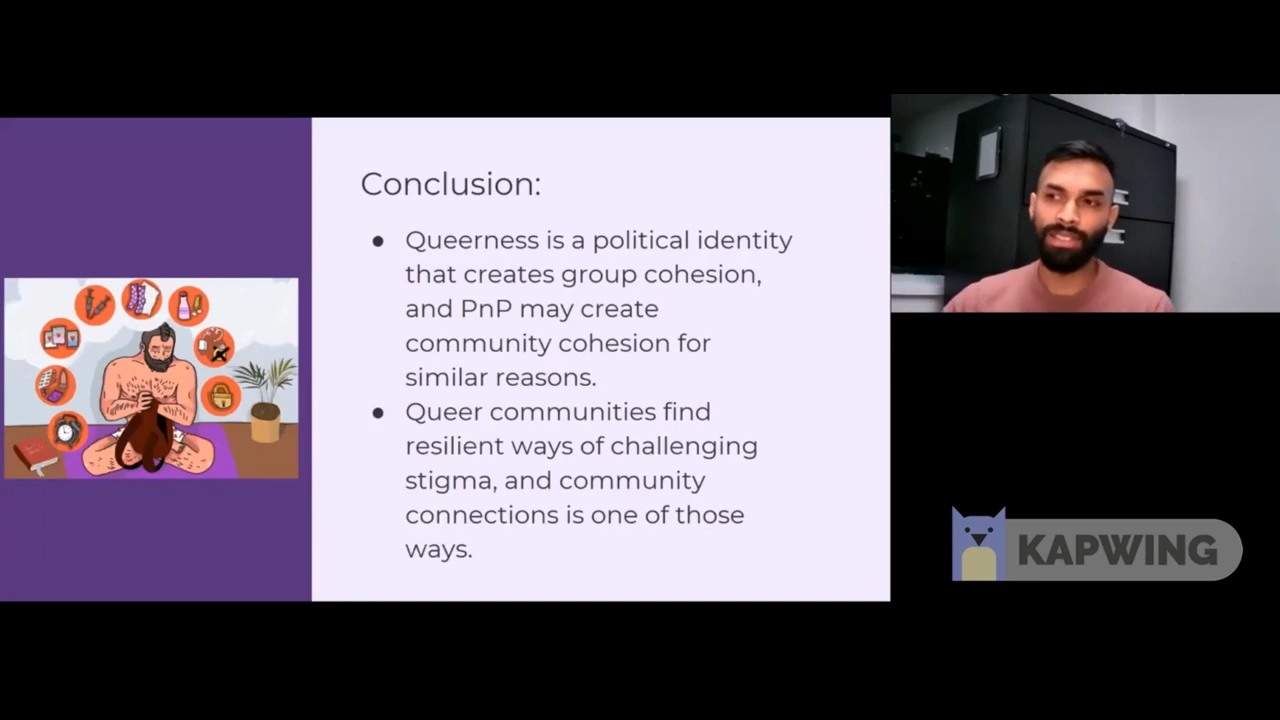 Conclusion:
● Queerness is a political identity
that creates group cohesion,
and PnP may create
community cohesion for
similar reasons.
● Queer communities find
resilient ways of challenging
stigma, and community
connections is one of those
ways.
KAPWING